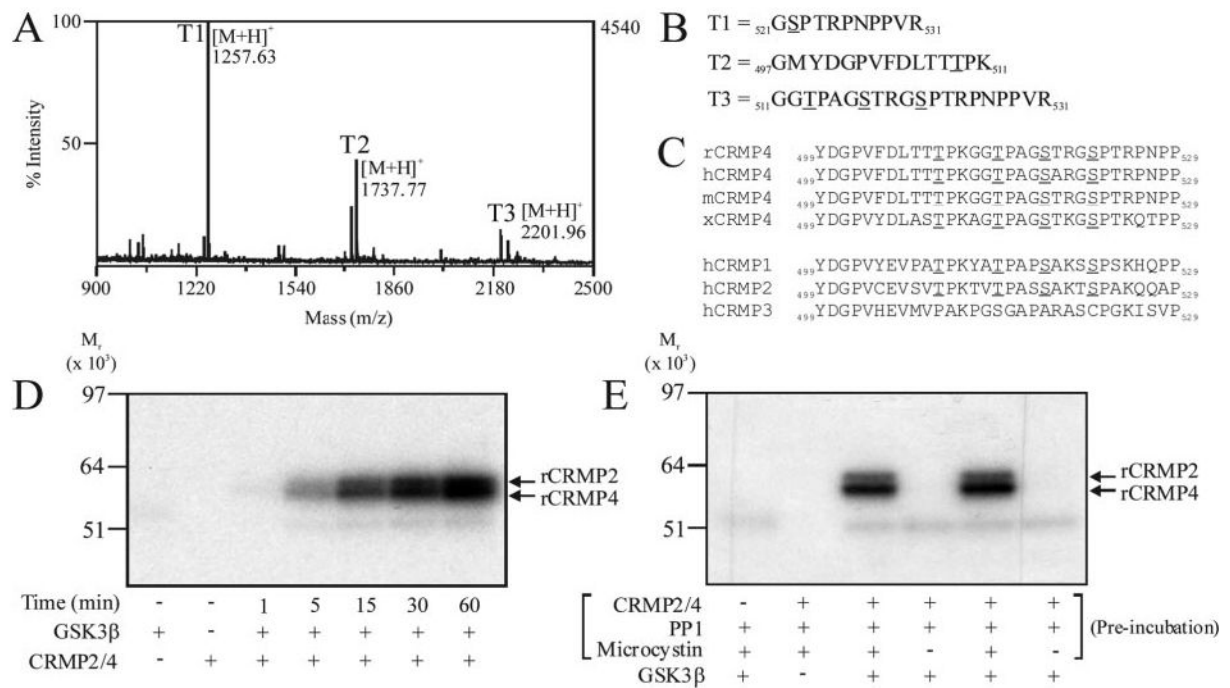 A
100
50
% Intensity
T1
[M+H]+
1257.63
T2
[M+H]+
1737.77
T3
[M+H]+
2201.96
4540
900 1220 1540 1860 2180 2500
Mass (m/z)
B
T1 = 521GSPTRPNPPVR531
T2 = 497GMYDGPVFDLTTTPK511
T3 = 511GGTPAGSTRGSPTRPNPPVR531
C
rCRMP4 499YDGPVFDLTTTPKGGTPAGSTRGSPTRPNPP529
hCRMP4 499YDGPVFDLTTTPKGGTPAGSARGSPTRPNPP529
mCRMP4 499YDGPVFDLTTTPKGGTPAGSTRGSPTRPNPP529
xCRMP4 499YDGPVYDLASTPKAGTPAGSTKGSPTKQTPP529
hCRMP1 499YDGPVYEVPATPKYATPAPSAKSSPSKHQPP529
hCRMP2 499YDGPVCEVSVTPKTVTPASSAKTSPAKQQAP529
hCRMP3 499YDGPVHEVMVPAKPGSGAPARASCPGKISVP529
D
Mr
(x 10³)
97
64
51
rCRMP2
rCRMP4
Time (min) - - 1 5 15 30 60
GSK3β + - + + + + +
CRMP2/4 - + + + + + +
E
Mr
(x 10³)
97
64
51
rCRMP2
rCRMP4
CRMP2/4 - + + + + +
PP1 + + + + + +
Microcystin + + + - + -
(Pre-incubation)
GSK3β + - + + + +